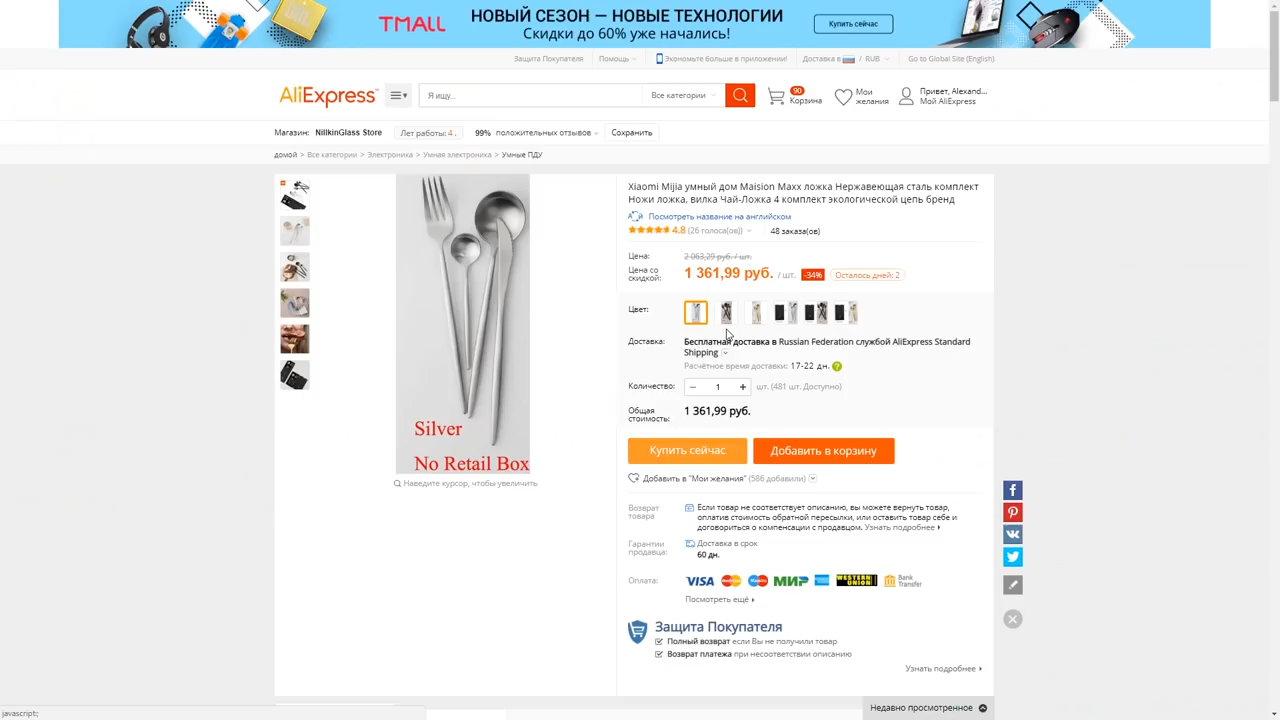 TMALL
НОВЫЙ СЕЗОН — НОВЫЕ ТЕХНОЛОГИИ
Скидки до 60% уже начались!
Купить сейчас
Защита Покупателя
Помощь
Экономьте больше в приложении!
Доставка в / RUB
Go to Global Site (English)
AliExpress
Я ищу...
Все категории
90
Корзина
Мои желания
Привет, Alexand...
Мой AliExpress
Магазин: NillkinGlass Store
Лет работы: 4 .
99% положительных отзывов
Сохранить
домой > Все категории > Электроника > Умная электроника > Умные ПДУ
Silver
No Retail Box
Наведите курсор, чтобы увеличить
Xiaomi Mijia умный дом Maision Maxx ложка Нержавеющая сталь комплект
Ножи ложка, вилка Чай-Ложка 4 комплект экологической цепь бренд
Посмотреть название на английском
4.8 (26 голоса(ов)) 48 заказа(ов)
Цена: 2 063,29 руб. / шт.
Цена со скидкой: 1 361,99 руб. / шт. -34% Осталось дней: 2
Цвет:
Доставка: Бесплатная доставка в Russian Federation службой AliExpress Standard
Shipping
Расчётное время доставки: 17-22 дн. ?
Количество: − 1 + шт. (481 шт. Доступно)
Общая стоимость: 1 361,99 руб.
Купить сейчас
Добавить в корзину
Добавить в "Мои желания" (586 добавили)
Возврат товара
Если товар не соответствует описанию, вы можете вернуть товар,
оплатив стоимость обратной пересылки, или оставить товар себе и
договориться о компенсации с продавцом. Узнать подробнее
Гарантии продавца:
Доставка в срок
60 дн.
Оплата: VISA MasterCard Maestro МИР WESTERN UNION Bank Transfer
Посмотреть ещё
Защита Покупателя
Полный возврат если Вы не получили товар
Возврат платежа при несоответствии описанию
Узнать подробнее
Недавно просмотренное
javascript:;